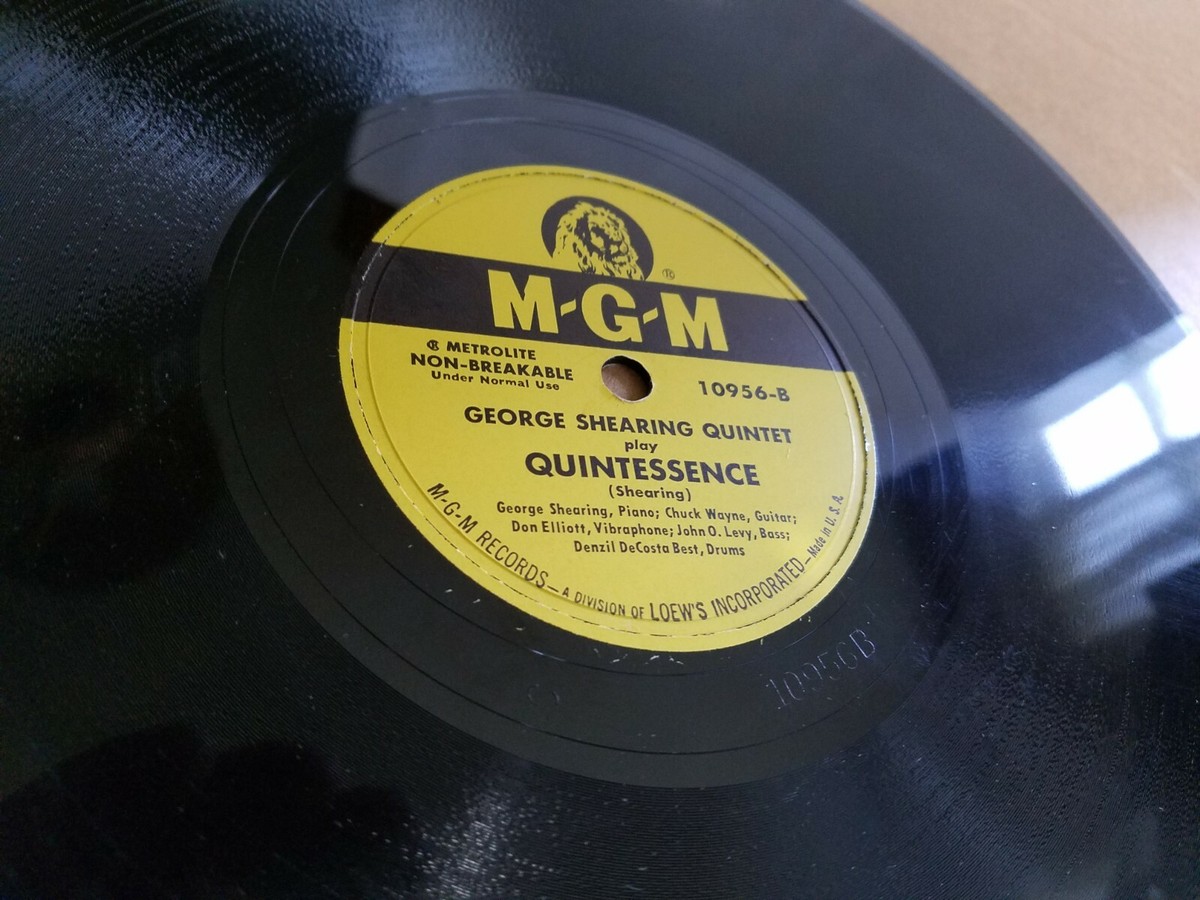 M-G-M
® METROLITE
NON-BREAKABLE
Under Normal Use
10956-B
GEORGE SHEARING QUINTET
play
QUINTESSENCE
(Shearing)
George Shearing, Piano; Chuck Wayne, Guitar;
Don Elliott, Vibraphone; John O. Levy, Bass;
Denzil DeCosta Best, Drums
M-G-M RECORDS—A DIVISION OF LOEW'S INCORPORATED—Made in U. S. A.
10956B